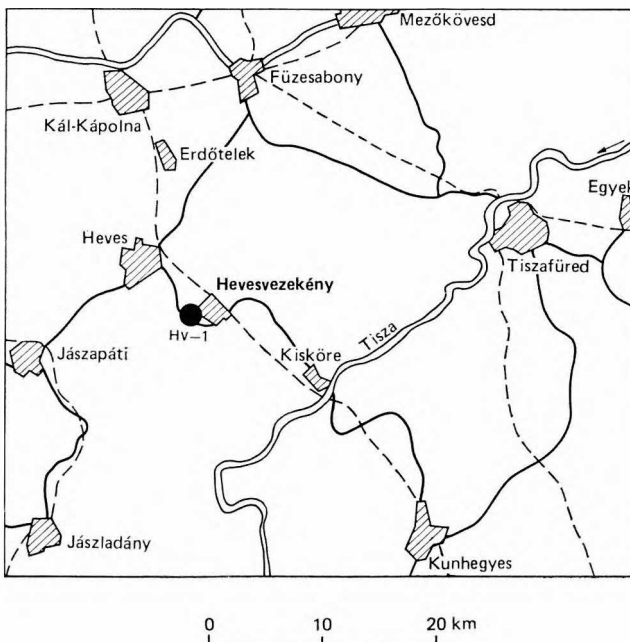 Mezőkövesd
Füzesabony
Kál-Kápolna
Erdőtelek
Egyek
Heves
Tiszafüred
Hevesvezekény
Hv–1
Tisza
Kisköre
Jászapáti
Jászladány
Kunhegyes
0 10 20 km